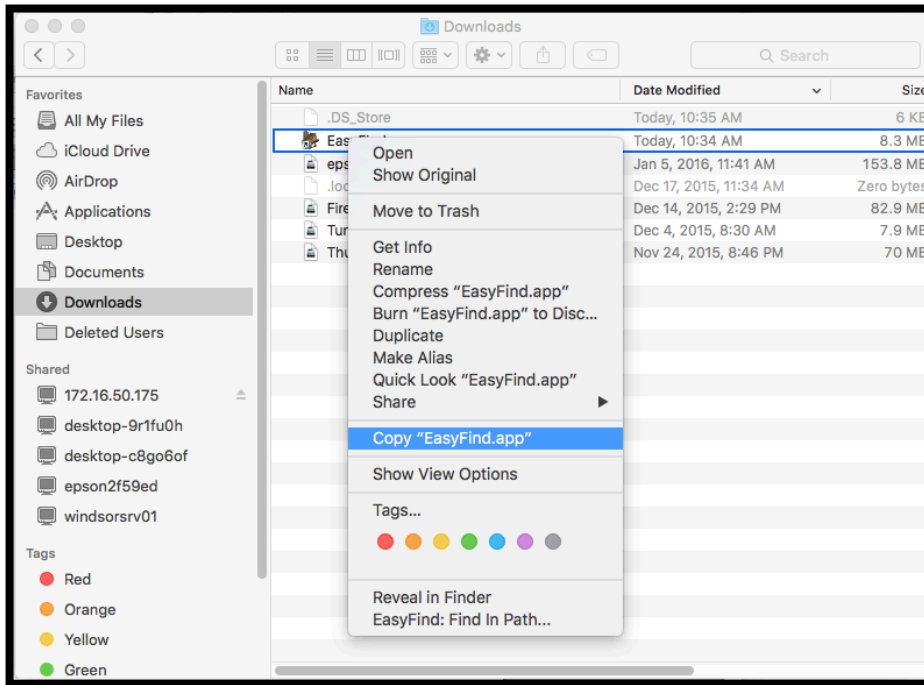 Downloads
Search
Favorites
All My Files
iCloud Drive
AirDrop
Applications
Desktop
Documents
Downloads
Deleted Users
Shared
172.16.50.175
desktop-9r1fu0h
desktop-c8go6of
epson2f59ed
windsorsrv01
Tags
Red
Orange
Yellow
Green
Name Date Modified Size
.DS_Store Today, 10:35 AM 6 KB
Today, 10:34 AM 8.3 MB
eps Jan 5, 2016, 11:41 AM 153.8 MB
.loc Dec 17, 2015, 11:34 AM Zero bytes
Fire Dec 14, 2015, 2:29 PM 82.9 MB
Tun Dec 4, 2015, 8:30 AM 7.9 MB
Thu Nov 24, 2015, 8:46 PM 70 MB
Open
Show Original
Move to Trash
Get Info
Rename
Compress “EasyFind.app”
Burn “EasyFind.app” to Disc...
Duplicate
Make Alias
Quick Look “EasyFind.app”
Share
Copy “EasyFind.app”
Show View Options
Tags...
Reveal in Finder
EasyFind: Find In Path...